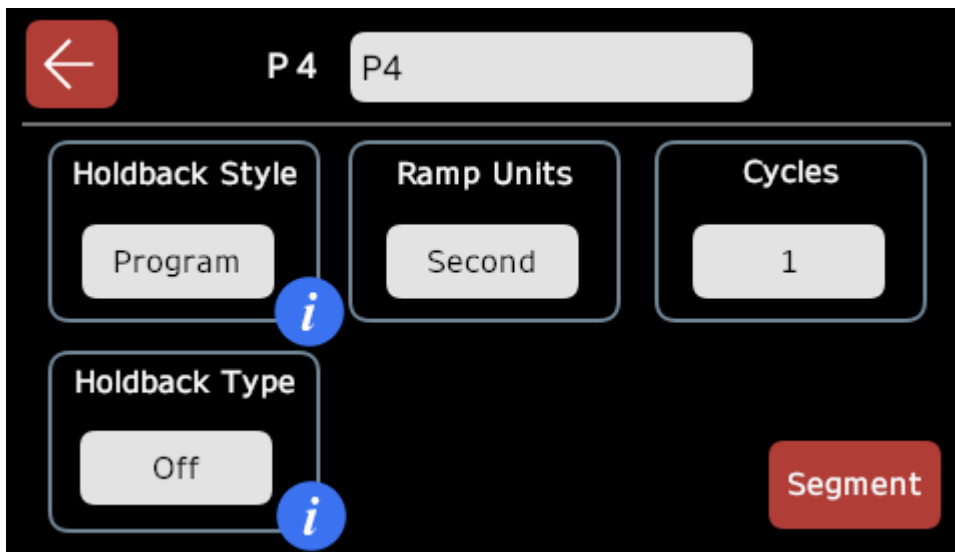 P 4 P4
Holdback Style
Program
i
Ramp Units
Second
Cycles
1
Holdback Type
Off
i
Segment